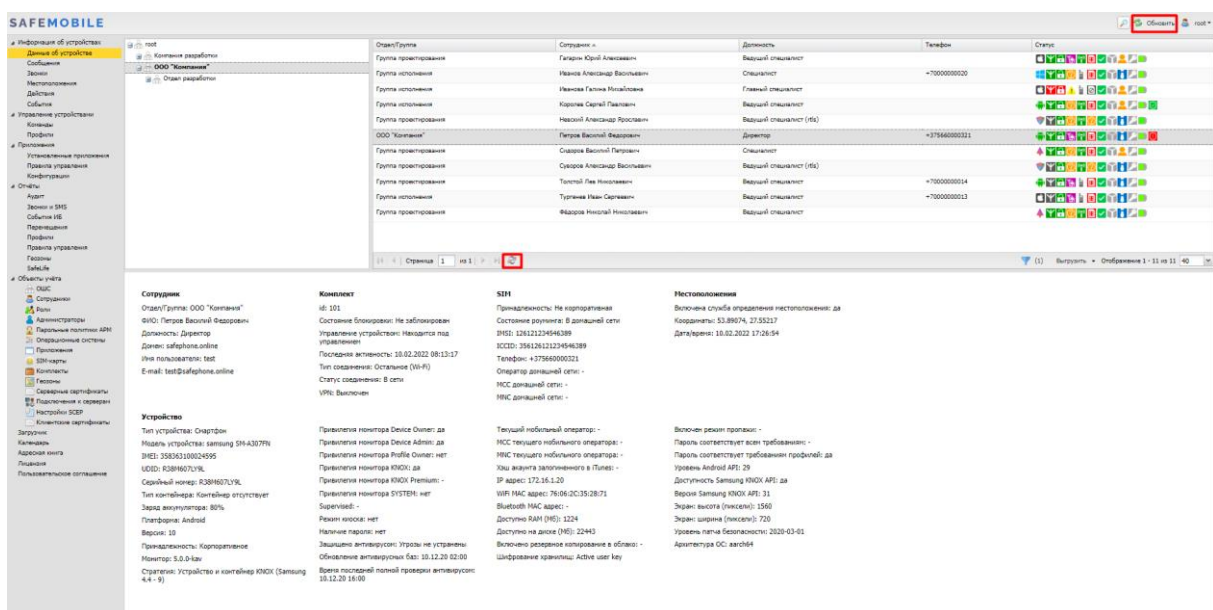 SAFEMOBILE
Обновить root
Информация об устройствах
Данные об устройстве
Сообщения
Звонки
Местоположения
Действия
События
Управление устройствами
Команды
Профили
Приложения
Установленные приложения
Правила управления
Конфигурации
Отчёты
Аудит
Звонки и SMS
События ИБ
Перемещения
Профили
Правила управления
Геозоны
SafeLife
Объекты учёта
ОШС
Сотрудники
Роли
Администраторы
Парольные политики АРМ
Операционные системы
Приложения
SIM-карты
Комплекты
Геозоны
Серверные сертификаты
Подключения к серверам
Настройки SCEP
Клиентские сертификаты
Загрузчик
Календарь
Адресная книга
Лицензия
Пользовательское соглашение
root
Компания разработки
ООО "Компания"
Отдел разработки
Отдел/Группа Сотрудник Должность Телефон Статус
Группа проектирования Гагарин Юрий Алексеевич Ведущий специалист
Группа исполнения Иванов Александр Васильевич Специалист +70000000020
Группа исполнения Иванова Галина Михайловна Главный специалист
Группа исполнения Королев Сергей Павлович Ведущий специалист
Группа проектирования Невский Александр Ярославич Ведущий специалист (rtls)
ООО "Компания" Петров Василий Федорович Директор +375660000321
Группа проектирования Сидоров Василий Петрович Специалист
Группа проектирования Суворов Александр Васильевич Ведущий специалист (rtls)
Группа проектирования Толстой Лев Николаевич Ведущий специалист +70000000014
Группа исполнения Тургенев Иван Сергеевич Ведущий специалист +70000000013
Группа проектирования Фёдоров Николай Николаевич Ведущий специалист
Страница 1 из 1 (1) Выгрузить Отображение 1 - 11 из 11 40
Сотрудник
Отдел/Группа: ООО "Компания"
ФИО: Петров Василий Федорович
Должность: Директор
Домен: safephone.online
Имя пользователя: test
E-mail: test@safephone.online
Комплект
id: 101
Состояние блокировки: Не заблокирован
Управление устройством: Находится под
управлением
Последняя активность: 10.02.2022 08:13:17
Тип соединения: Остальное (Wi-Fi)
Статус соединения: В сети
VPN: Выключен
SIM
Принадлежность: Не корпоративная
Состояние роуминга: В домашней сети
IMSI: 126121234546389
ICCID: 356126121234546389
Телефон: +375660000321
Оператор домашней сети: -
MCC домашней сети: -
MNC домашней сети: -
Местоположения
Включена служба определения местоположения: да
Координаты: 53.89074, 27.55217
Дата/время: 10.02.2022 17:26:54
Устройство
Тип устройства: Смартфон
Модель устройства: samsung SM-A307FN
IMEI: 358363100024595
UDID: R38M607LY9L
Серийный номер: R38M607LY9L
Тип контейнера: Контейнер отсутствует
Заряд аккумулятора: 80%
Платформа: Android
Версия: 10
Принадлежность: Корпоративное
Монитор: 5.0.0-kav
Стратегия: Устройство и контейнер KNOX (Samsung
4.4 - 9)
Привилегия монитора Device Owner: да
Привилегия монитора Device Admin: да
Привилегия монитора Profile Owner: нет
Привилегия монитора KNOX: да
Привилегия монитора KNOX Premium: -
Привилегия монитора SYSTEM: нет
Supervised: -
Режим киоска: нет
Наличие пароля: нет
Защищено антивирусом: Угрозы не устранены
Обновление антивирусных баз: 10.12.20 02:00
Время последней полной проверки антивирусом:
10.12.20 16:00
Текущий мобильный оператор: -
MCC текущего мобильного оператора: -
MNC текущего мобильного оператора: -
Хэш акаунта залогиненного в iTunes: -
IP адрес: 172.16.1.20
WiFi MAC адрес: 76:06:2C:35:28:71
Bluetooth MAC адрес: -
Доступно RAM (Мб): 1224
Доступно на диске (Мб): 22443
Включено резервное копирование в облако: -
Шифрование хранилищ: Active user key
Включен режим пропажи: -
Пароль соответствует всем требованиям: -
Пароль соответствует требованиям профилей: да
Уровень Android API: 29
Доступность Samsung KNOX API: да
Версия Samsung KNOX API: 31
Экран: высота (пиксели): 1560
Экран: ширина (пиксели): 720
Уровень патча безопасности: 2020-03-01
Архитектура ОС: aarch64